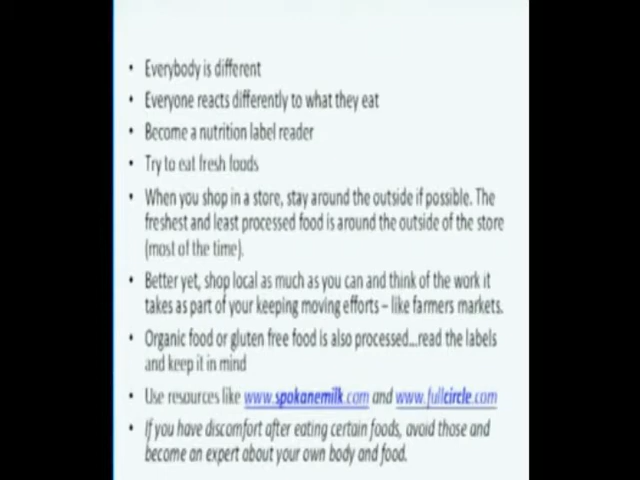 • Everybody is different
• Everyone reacts differently to what they eat
• Become a nutrition label reader
• Try to eat fresh foods
• When you shop in a store, stay around the outside if possible. The
freshest and least processed food is around the outside of the store
(most of the time).
• Better yet, shop local as much as you can and think of the work it
takes as part of your keeping moving efforts – like farmers markets.
• Organic food or gluten free food is also processed...read the labels
and keep it in mind
• Use resources like www.spokanemilk.com and www.fullcircle.com
• If you have discomfort after eating certain foods, avoid those and
become an expert about your own body and food.